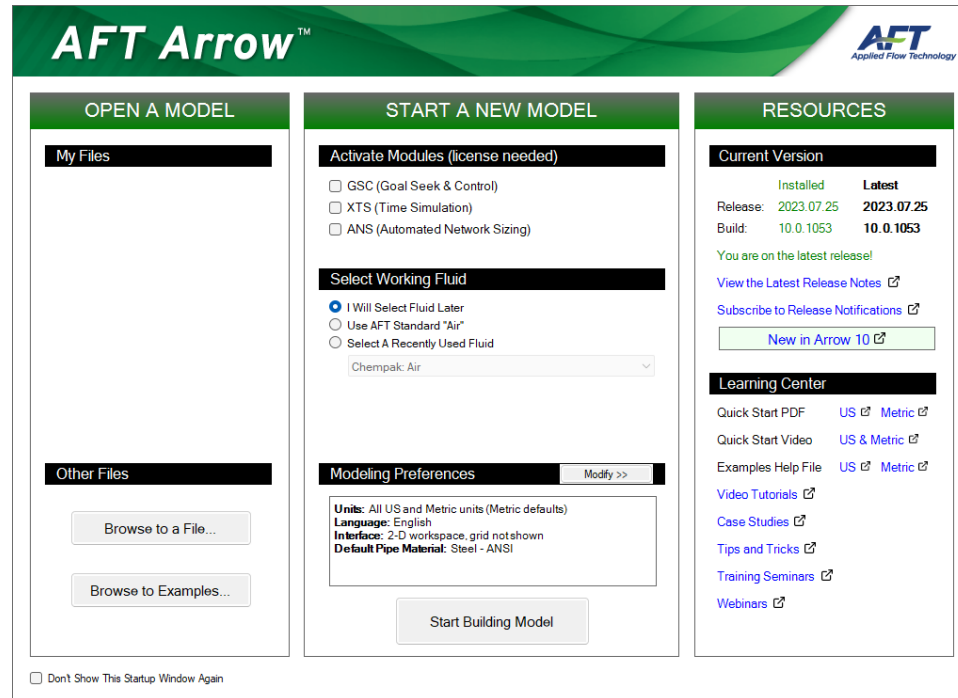 AFT Arrow™
AFT
Applied Flow Technology
OPEN A MODEL
My Files
Other Files
Browse to a File...
Browse to Examples...
START A NEW MODEL
Activate Modules (license needed)
GSC (Goal Seek & Control)
XTS (Time Simulation)
ANS (Automated Network Sizing)
Select Working Fluid
I Will Select Fluid Later
Use AFT Standard "Air"
Select A Recently Used Fluid
Chempak: Air
Modeling Preferences
Modify >>
Units: All US and Metric units (Metric defaults)
Language: English
Interface: 2-D workspace, grid not shown
Default Pipe Material: Steel - ANSI
Start Building Model
RESOURCES
Current Version
Installed Latest
Release: 2023.07.25 2023.07.25
Build: 10.0.1053 10.0.1053
You are on the latest release!
View the Latest Release Notes
Subscribe to Release Notifications
New in Arrow 10
Learning Center
Quick Start PDF US Metric
Quick Start Video US & Metric
Examples Help File US Metric
Video Tutorials
Case Studies
Tips and Tricks
Training Seminars
Webinars
Don't Show This Startup Window Again